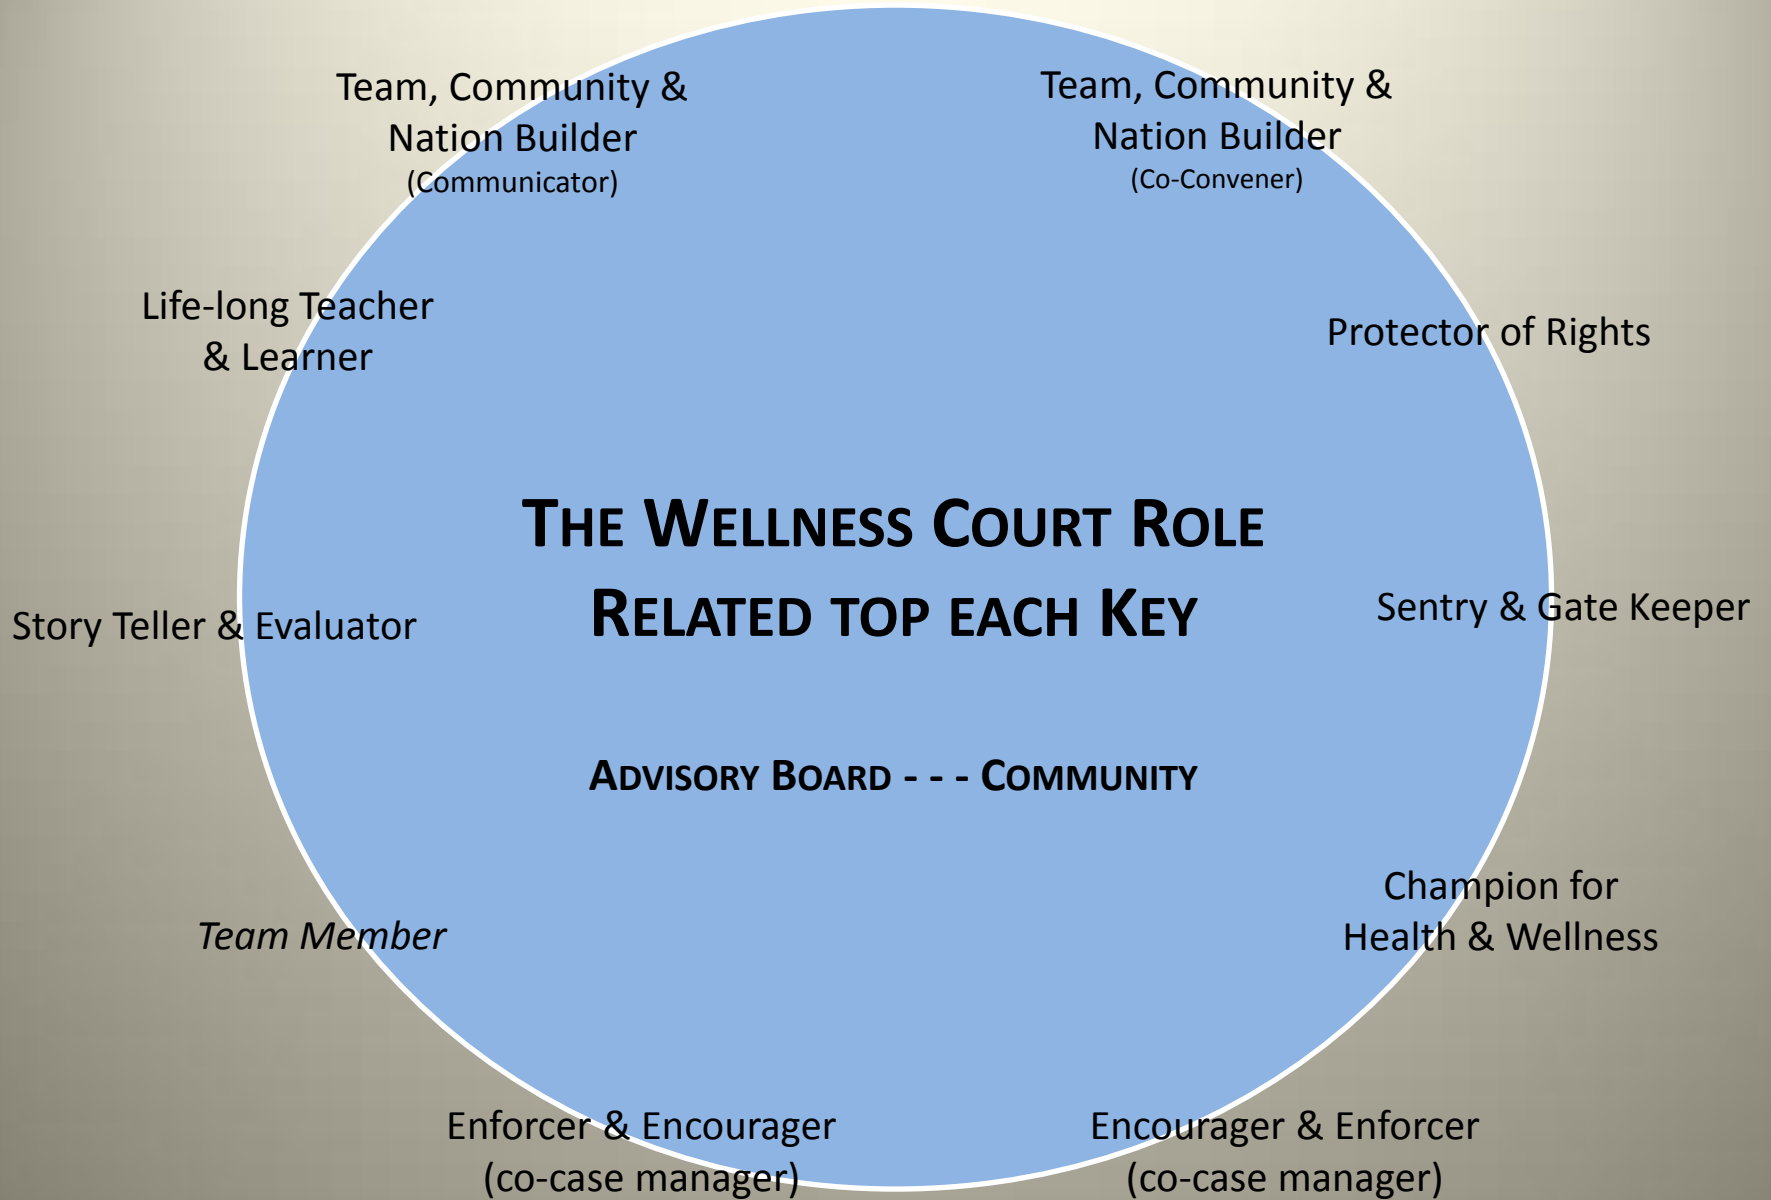 Team, Community &
Nation Builder
(Communicator)
Team, Community &
Nation Builder
(Co-Convener)
Life-long Teacher
& Learner
Protector of Rights
THE WELLNESS COURT ROLE
RELATED TOP EACH KEY
Story Teller & Evaluator
Sentry & Gate Keeper
ADVISORY BOARD - - - COMMUNITY
Team Member
Champion for
Health & Wellness
Enforcer & Encourager
(co-case manager)
Encourager & Enforcer
(co-case manager)